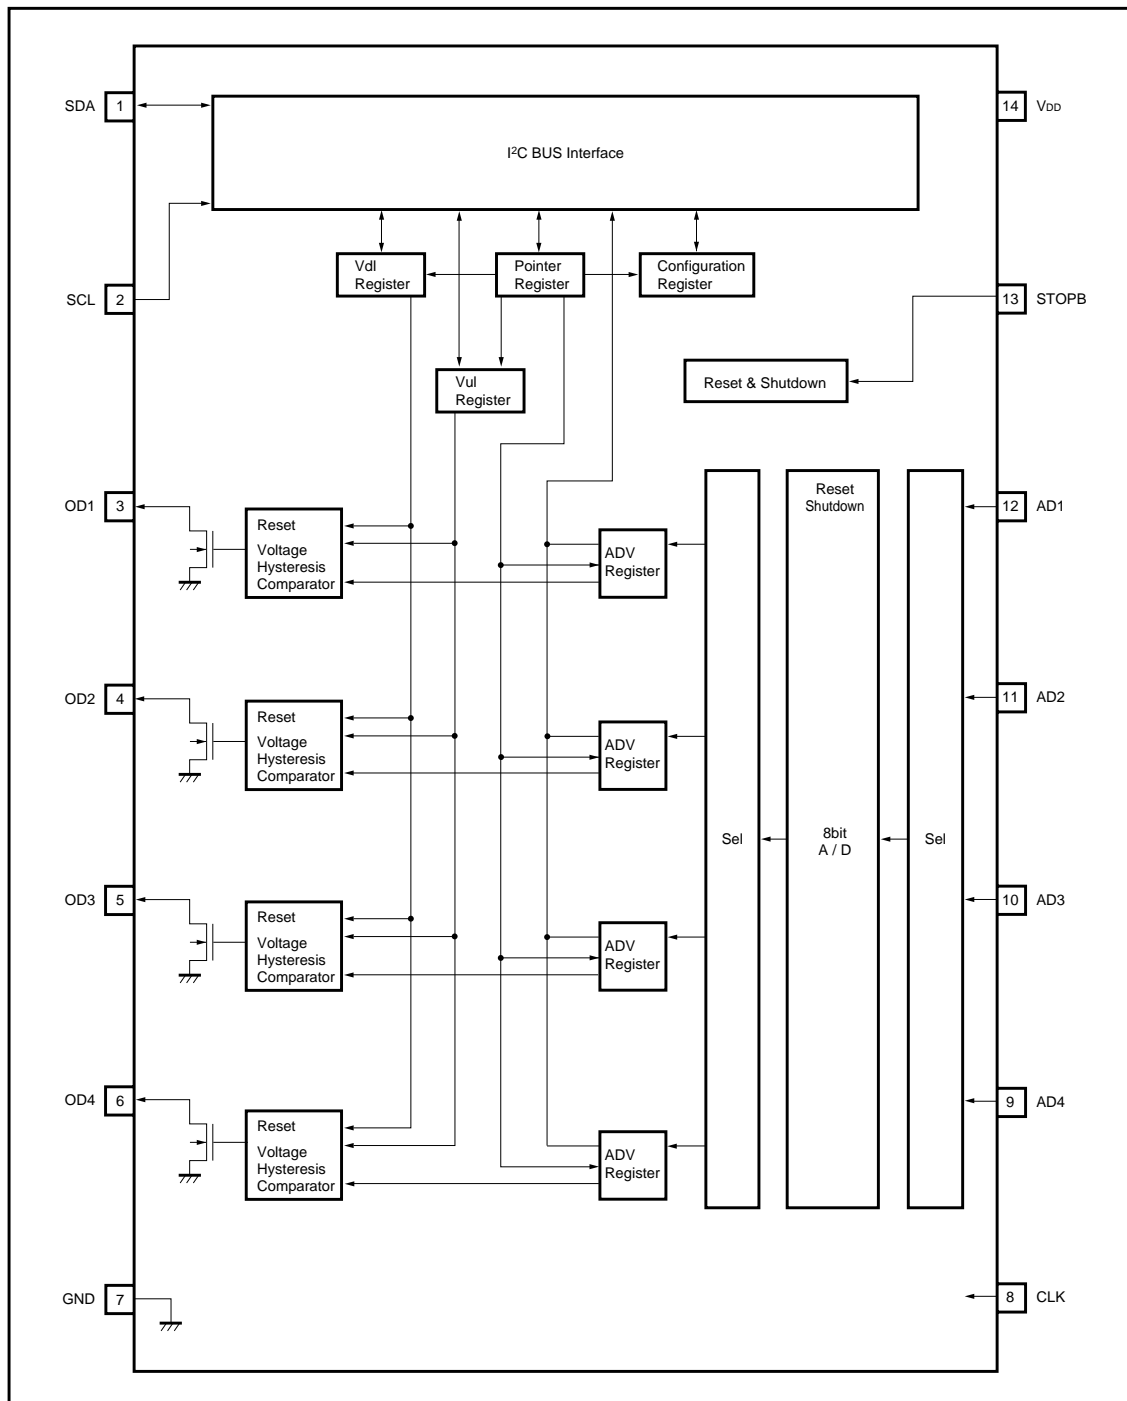 SDA 1
14 VDD
I²C BUS Interface
Vdl
Register
Pointer
Register
Configuration
Register
SCL 2
13 STOPB
Vul
Register
Reset & Shutdown
OD1 3
Reset
Voltage
Hysteresis
Comparator
ADV
Register
Reset
Shutdown
12 AD1
OD2 4
Reset
Voltage
Hysteresis
Comparator
ADV
Register
11 AD2
Sel
8bit
A / D
Sel
OD3 5
Reset
Voltage
Hysteresis
Comparator
ADV
Register
10 AD3
OD4 6
Reset
Voltage
Hysteresis
Comparator
ADV
Register
9 AD4
GND 7
8 CLK